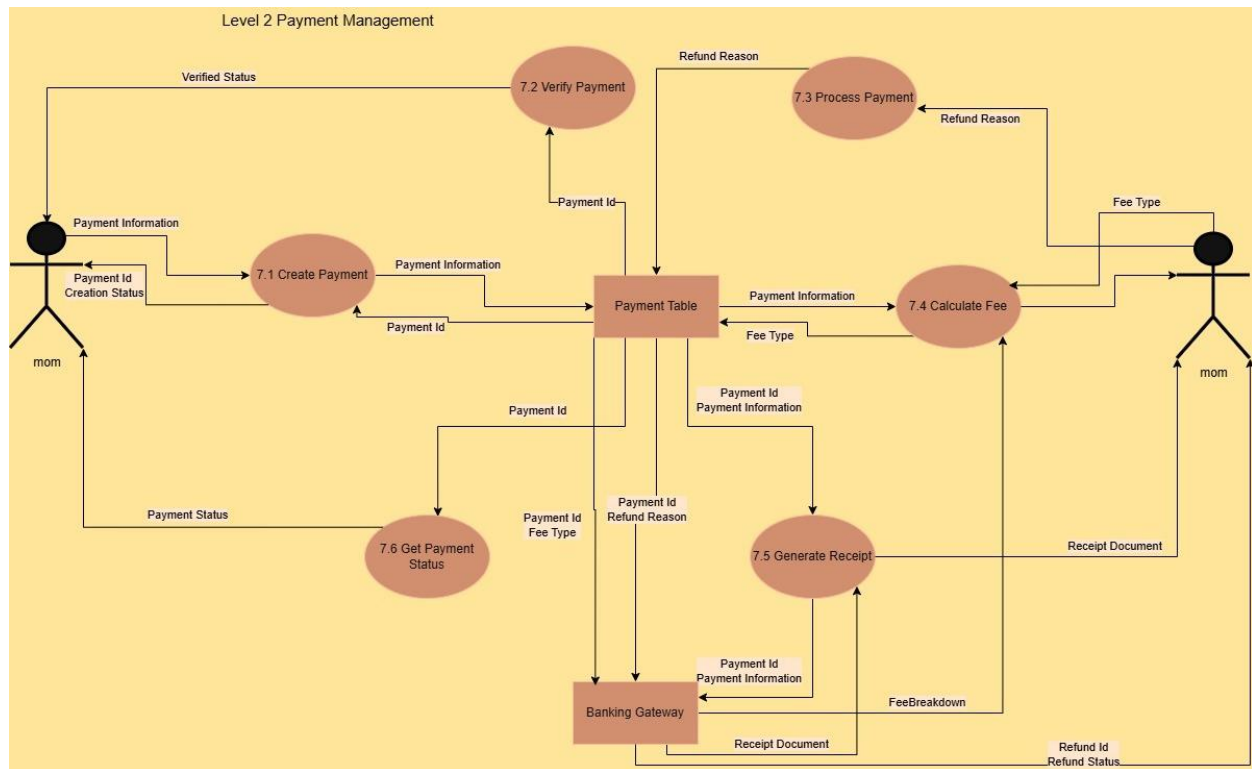 Level 2 Payment Management
Refund Reason
Verified Status
7.2 Verify Payment
7.3 Process Payment
Refund Reason
Payment Id
Fee Type
Payment Information
Payment Id
Creation Status
7.1 Create Payment
Payment Information
Payment Table
Payment Information
7.4 Calculate Fee
Payment Id
Fee Type
mom
mom
Payment Id
Payment Id
Payment Information
Payment Status
Payment Id
Fee Type
Payment Id
Refund Reason
7.6 Get Payment
Status
7.5 Generate Receipt
Receipt Document
Payment Id
Payment Information
Banking Gateway
FeeBreakdown
Receipt Document
Refund Id
Refund Status